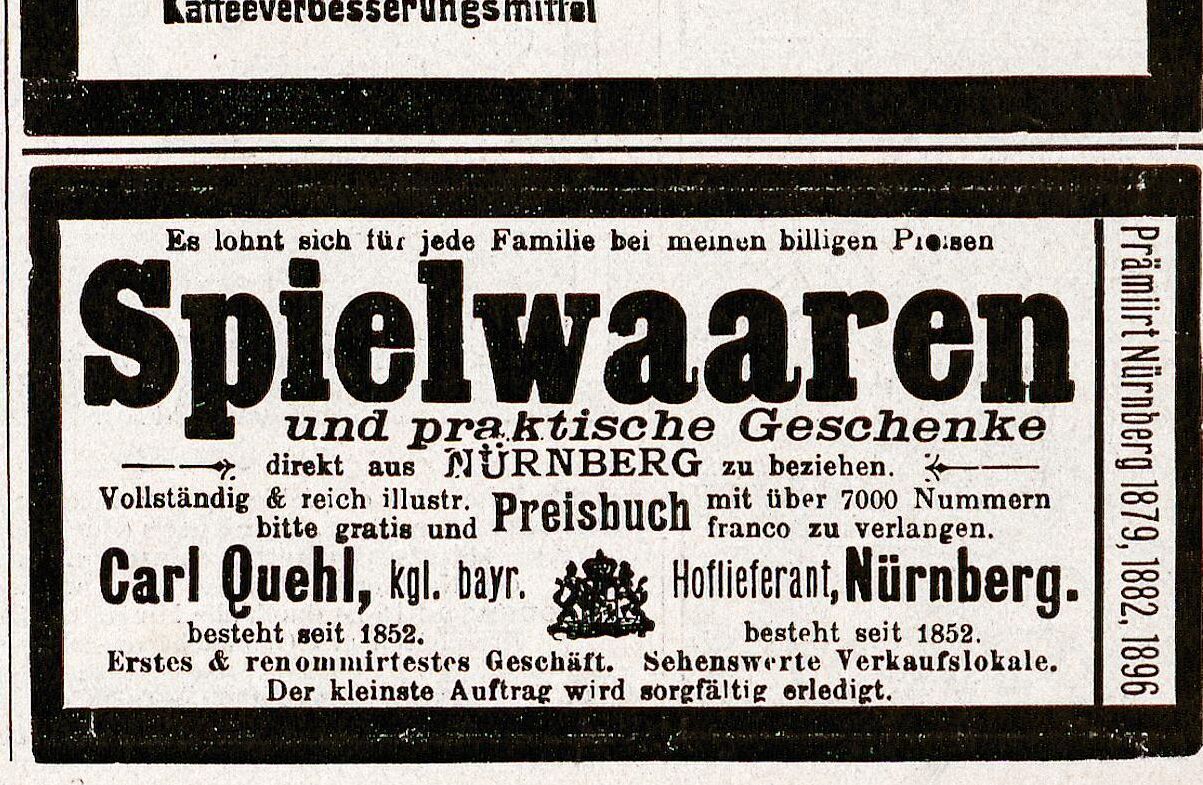 Kaffeeverbesserungsmittel
Es lohnt sich für jede Familie bei meinen billigen Preisen
Spielwaaren
und praktische Geschenke
direkt aus NÜRNBERG zu beziehen.
Vollständig & reich illustr. Preisbuch mit über 7000 Nummern
bitte gratis und franco zu verlangen.
Carl Quehl, kgl. bayr. Hoflieferant, Nürnberg.
besteht seit 1852. besteht seit 1852.
Erstes & renommirtestes Geschäft. Sehenswerte Verkaufslokale.
Der kleinste Auftrag wird sorgfältig erledigt.
Prämiirt Nürnberg 1879, 1882, 1896